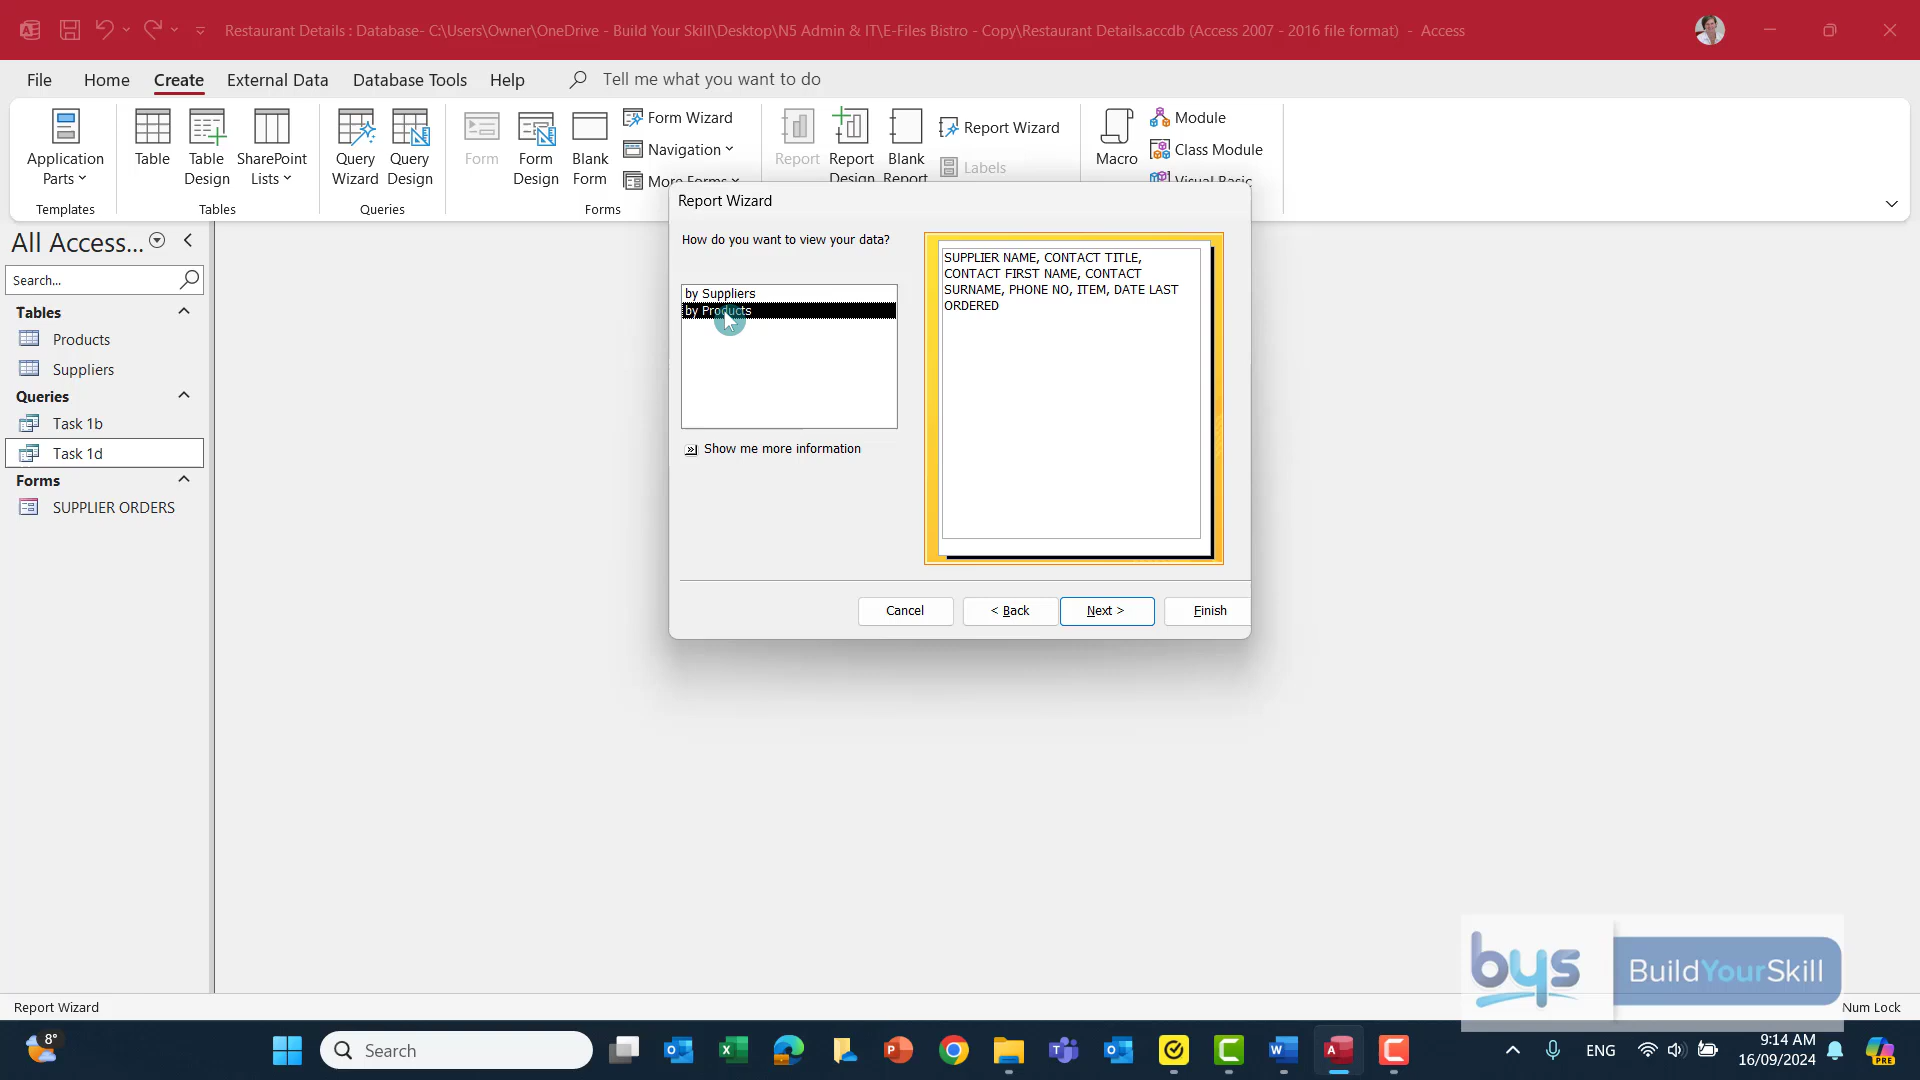 Restaurant Details : Database- C:\Users\Owner\OneDrive - Build Your Skill\Desktop\N5 Admin & IT\E-Files Bistro - Copy\Restaurant Details.accdb (Access 2007 - 2016 file format) - Access
File Home Create External Data Database Tools Help Tell me what you want to do
Application Parts
Templates
Table
Table Design
SharePoint Lists
Tables
Query Wizard
Query Design
Queries
Form
Form Design
Blank Form
Form Wizard
Navigation
More Forms
Forms
Report
Report Design
Blank Report
Report Wizard
Labels
Macro
Module
Class Module
Visual Basic
All Access...
Search...
Tables
Products
Suppliers
Queries
Task 1b
Task 1d
Forms
SUPPLIER ORDERS
Report Wizard
How do you want to view your data?
by Suppliers
by Products
Show me more information
SUPPLIER NAME, CONTACT TITLE,
CONTACT FIRST NAME, CONTACT
SURNAME, PHONE NO, ITEM, DATE LAST
ORDERED
Cancel
< Back
Next >
Finish
bys BuildYourSkill
Report Wizard
Num Lock
8°
Search
ENG
9:14 AM
16/09/2024
PRE